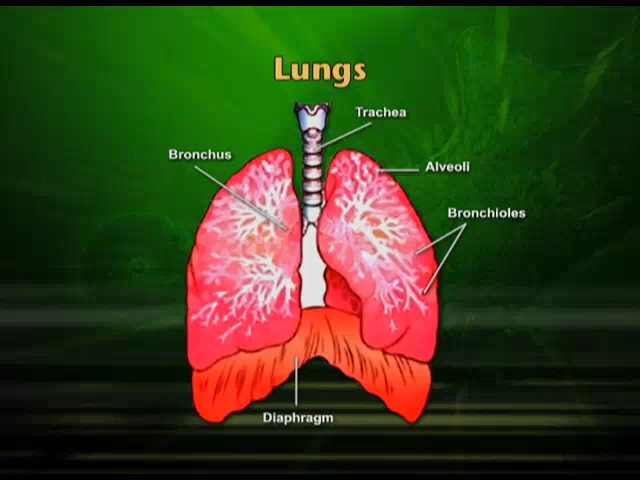 Lungs
Trachea
Bronchus
Alveoli
Bronchioles
Diaphragm